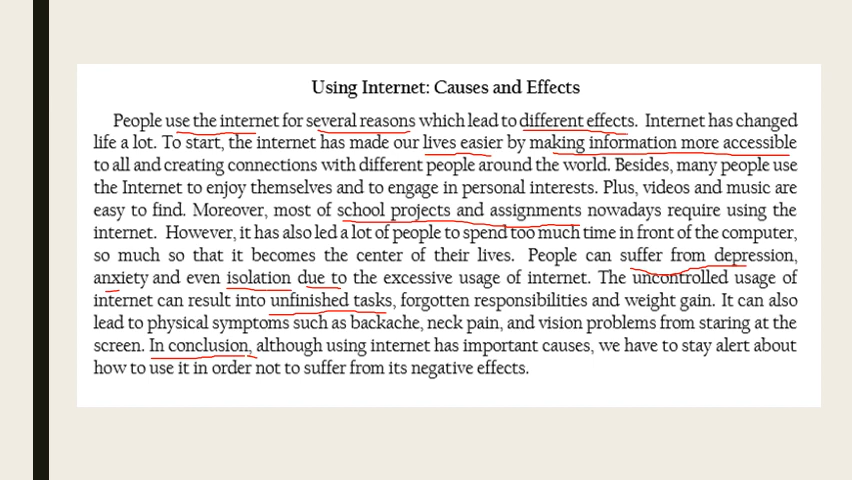 Using Internet: Causes and Effects
People use the internet for several reasons which lead to different effects. Internet has changed
life a lot. To start, the internet has made our lives easier by making information more accessible
to all and creating connections with different people around the world. Besides, many people use
the Internet to enjoy themselves and to engage in personal interests. Plus, videos and music are
easy to find. Moreover, most of school projects and assignments nowadays require using the
internet. However, it has also led a lot of people to spend too much time in front of the computer,
so much so that it becomes the center of their lives. People can suffer from depression,
anxiety and even isolation due to the excessive usage of internet. The uncontrolled usage of
internet can result into unfinished tasks, forgotten responsibilities and weight gain. It can also
lead to physical symptoms such as backache, neck pain, and vision problems from staring at the
screen. In conclusion, although using internet has important causes, we have to stay alert about
how to use it in order not to suffer from its negative effects.